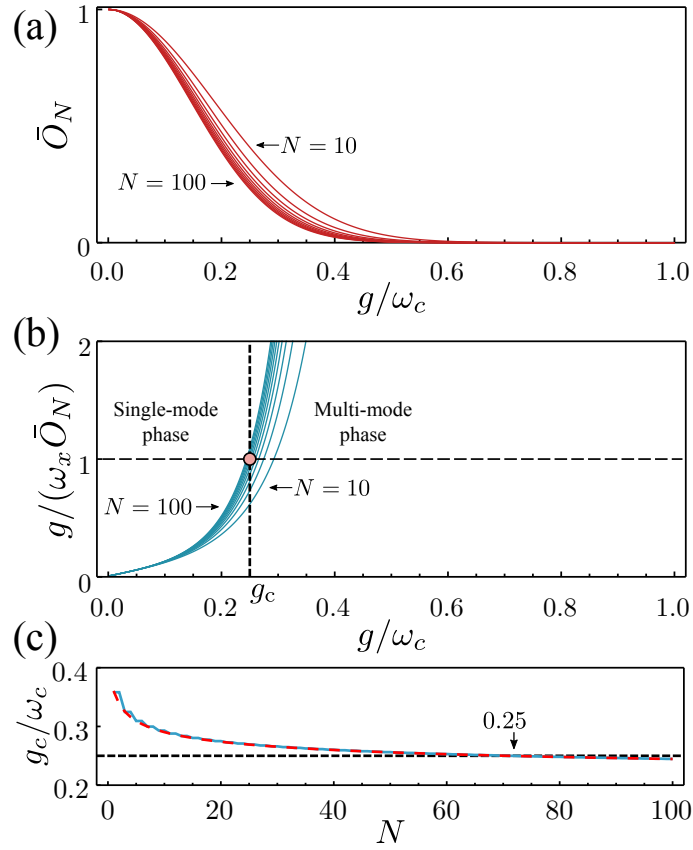 (a)
1
Ō_N
N = 10
N = 100
0
0.0 0.2 0.4 0.6 0.8 1.0
g/ω_c
(b)
2
g/(ω_x Ō_N)
Single-mode phase
Multi-mode phase
1
N = 100
N = 10
0
0.0 0.2 g_c 0.4 0.6 0.8 1.0
g/ω_c
(c)
0.4
g_c/ω_c
0.3
0.25
0.2
0 20 40 60 80 100
N